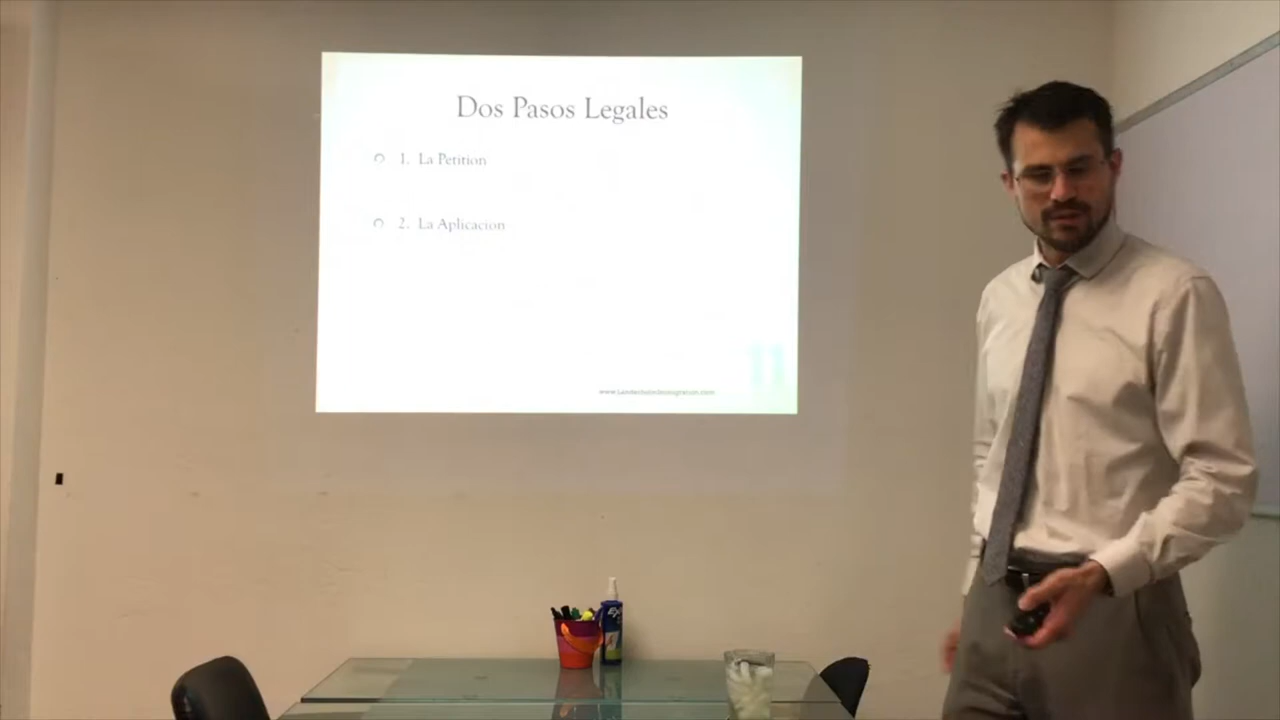 Dos Pasos Legales
1. La Petition
2. La Aplicacion